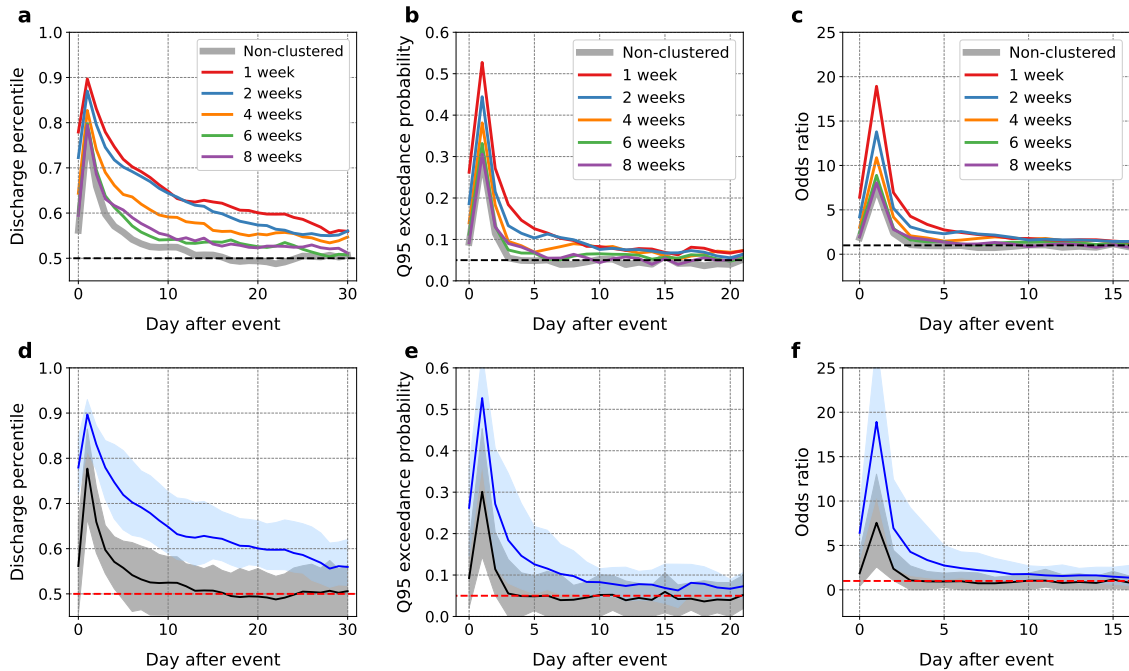 a
Discharge percentile
1.0
0.9
0.8
0.7
0.6
0.5
Non-clustered
1 week
2 weeks
4 weeks
6 weeks
8 weeks
0 10 20 30
Day after event
b
Q95 exceedance probability
0.6
0.5
0.4
0.3
0.2
0.1
0.0
Non-clustered
1 week
2 weeks
4 weeks
6 weeks
8 weeks
0 5 10 15 20
Day after event
c
Odds ratio
25
20
15
10
5
0
Non-clustered
1 week
2 weeks
4 weeks
6 weeks
8 weeks
0 5 10 15
Day after event
d
Discharge percentile
1.0
0.9
0.8
0.7
0.6
0.5
0 10 20 30
Day after event
e
Q95 exceedance probability
0.6
0.5
0.4
0.3
0.2
0.1
0.0
0 5 10 15 20
Day after event
f
Odds ratio
25
20
15
10
5
0
0 5 10 15
Day after event